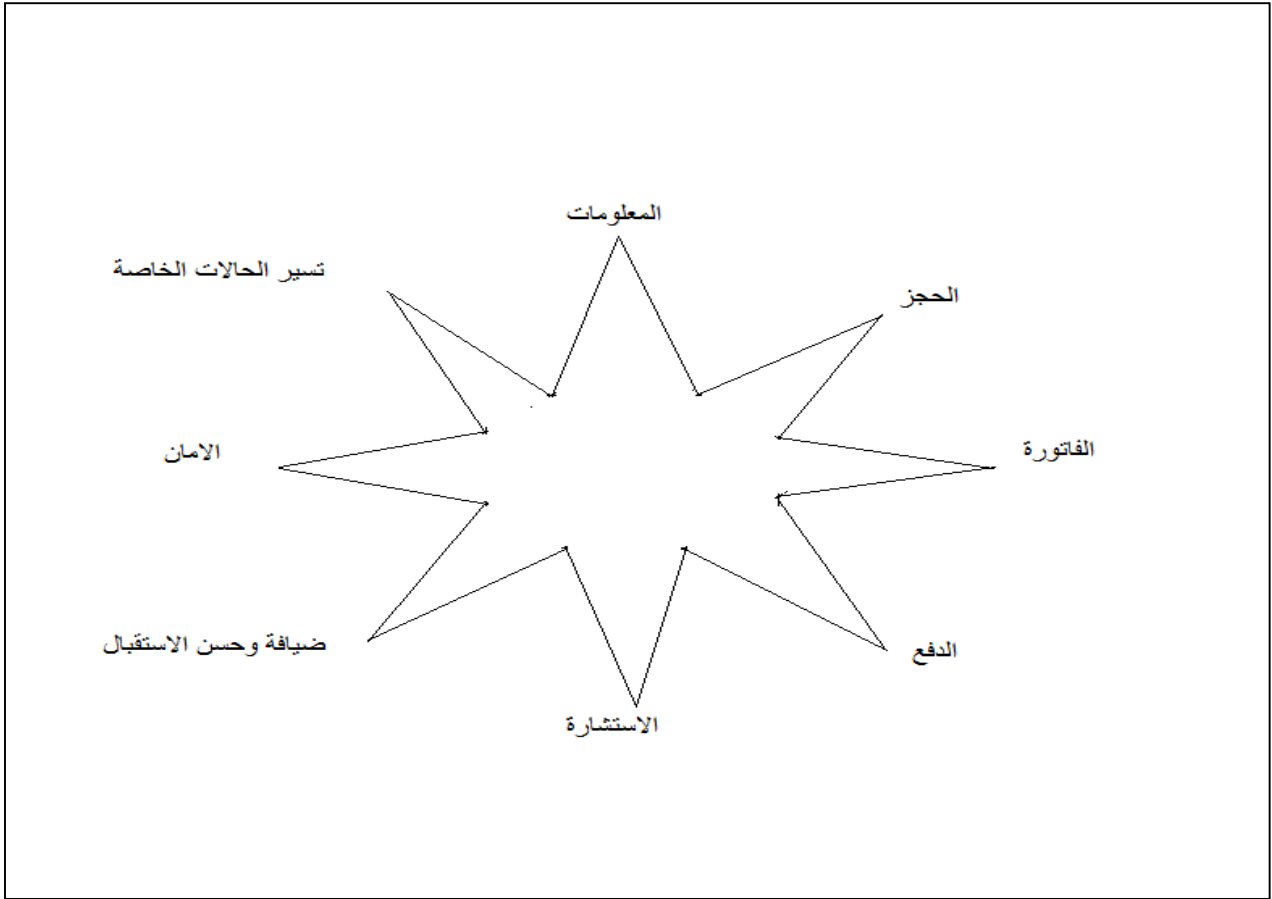 المعلومات
تسير الحالات الخاصة
الحجز
الفاتورة
الامان
ضيافة وحسن الاستقبال
الدفع
الاستشارة